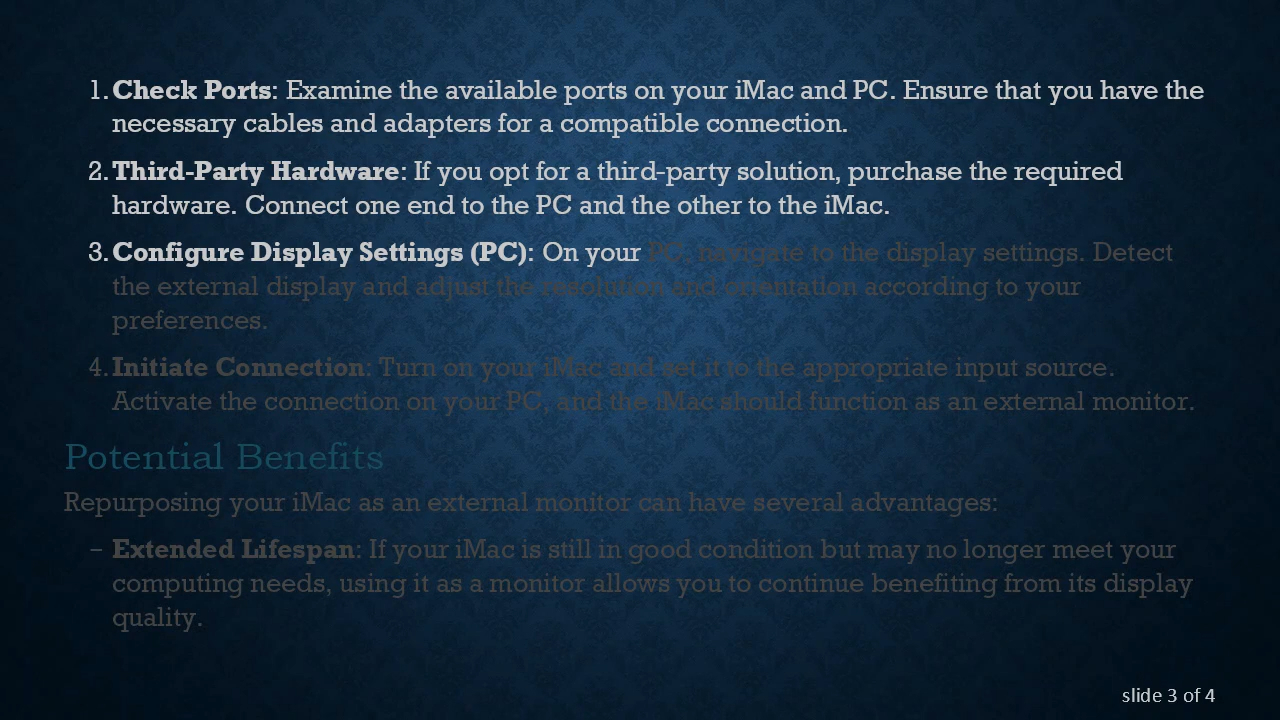 1. Check Ports: Examine the available ports on your iMac and PC. Ensure that you have the
necessary cables and adapters for a compatible connection.
2. Third-Party Hardware: If you opt for a third-party solution, purchase the required
hardware. Connect one end to the PC and the other to the iMac.
3. Configure Display Settings (PC): On your PC, navigate to the display settings. Detect
the external display and adjust the resolution and orientation according to your
preferences.
4. Initiate Connection: Turn on your iMac and set it to the appropriate input source.
Activate the connection on your PC, and the iMac should function as an external monitor.
Potential Benefits
Repurposing your iMac as an external monitor can have several advantages:
– Extended Lifespan: If your iMac is still in good condition but may no longer meet your
computing needs, using it as a monitor allows you to continue benefiting from its display
quality.
slide 3 of 4